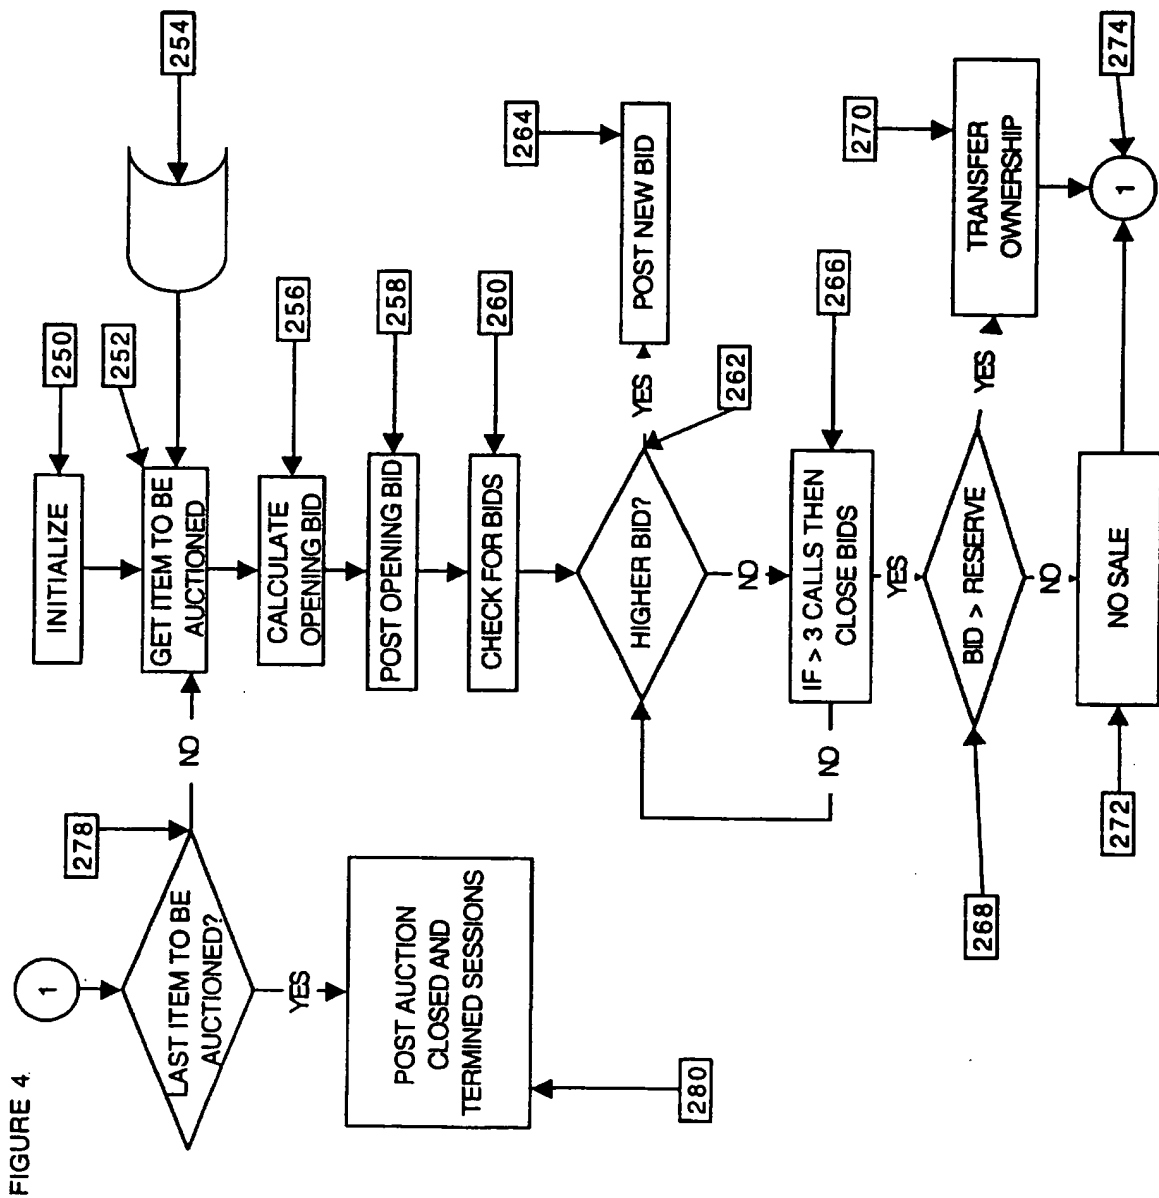 FIGURE 4
1
278
LAST ITEM TO BE
AUCTIONED?
NO
YES
POST AUCTION
CLOSED AND
TERMINED SESSIONS
280
INITIALIZE
250
252
254
GET ITEM TO BE
AUCTIONED
CALCULATE
OPENING BID
256
POST OPENING BID
258
CHECK FOR BIDS
260
HIGHER BID?
262
YES
POST NEW BID
264
NO
IF > 3 CALLS THEN
CLOSE BIDS
266
NO
YES
BID > RESERVE
268
YES
TRANSFER
OWNERSHIP
270
NO
NO SALE
272
1
274